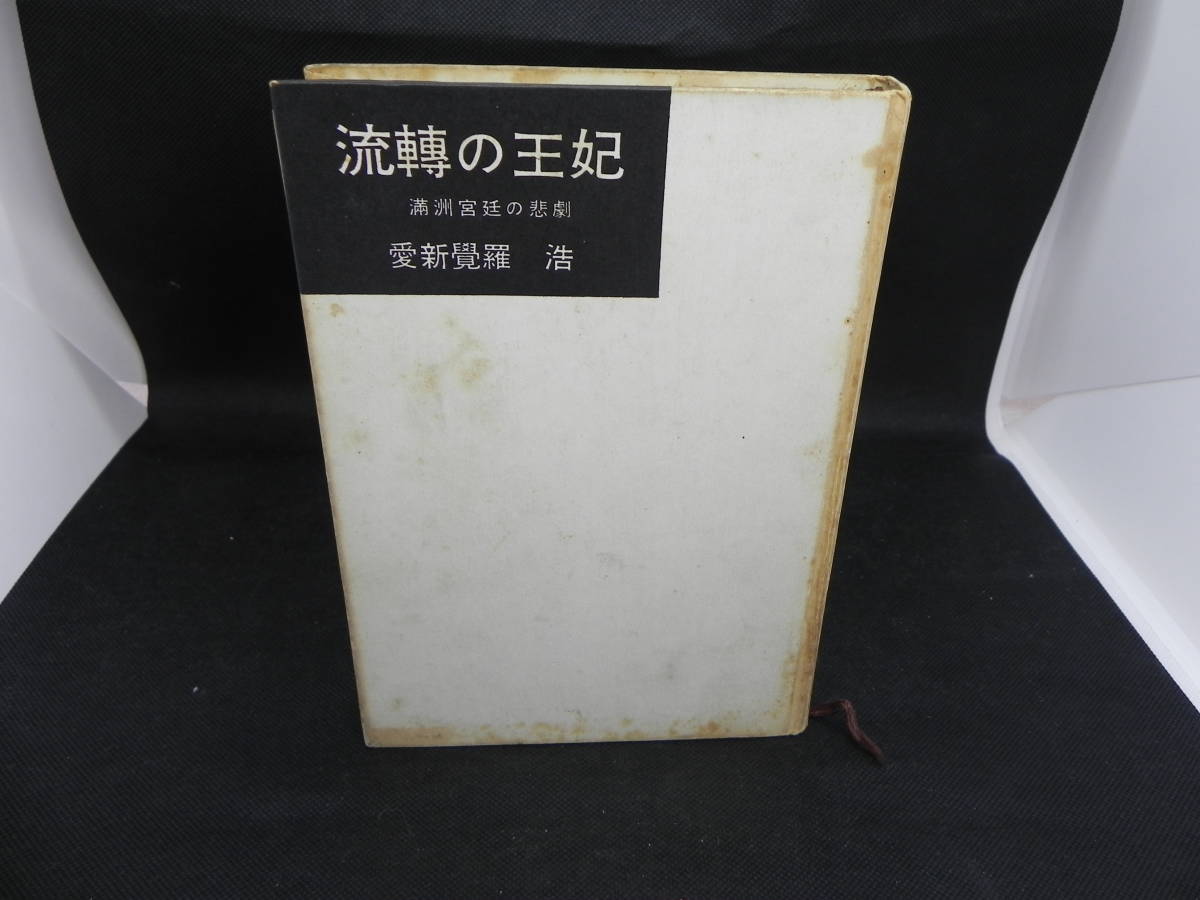 流轉の王妃
滿洲宮廷の悲劇
愛新覺羅　浩